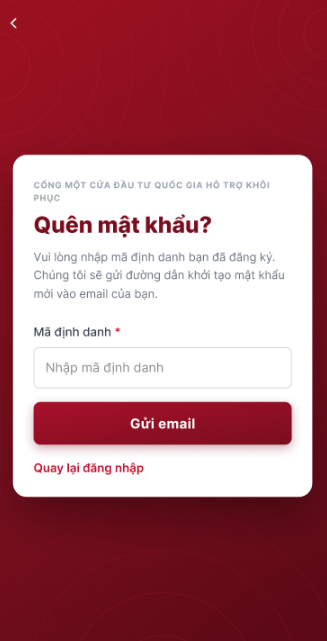 CỔNG MỘT CỬA ĐẦU TƯ QUỐC GIA HỖ TRỢ KHÔI
PHỤC
Quên mật khẩu?
Vui lòng nhập mã định danh bạn đã đăng ký.
Chúng tôi sẽ gửi đường dẫn khởi tạo mật khẩu
mới vào email của bạn.
Mã định danh *
Nhập mã định danh
Gửi email
Quay lại đăng nhập